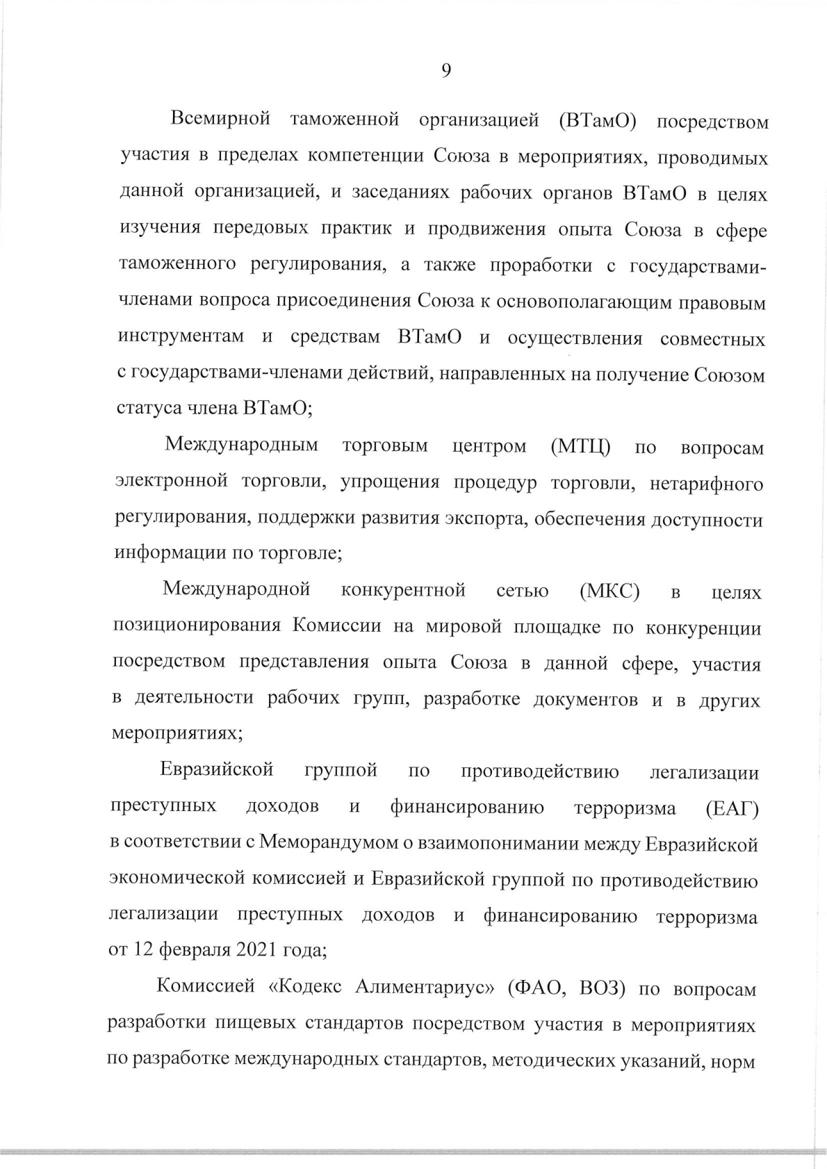 9
Всемирной таможенной организацией (ВТамО) посредством
участия в пределах компетенции Союза в мероприятиях, проводимых
данной организацией, и заседаниях рабочих органов ВТамО в целях
изучения передовых практик и продвижения опыта Союза в сфере
таможенного регулирования, а также проработки с государствами-
членами вопроса присоединения Союза к основополагающим правовым
инструментам и средствам ВТамО и осуществления совместных
с государствами-членами действий, направленных на получение Союзом
статуса члена ВТамО;
Международным торговым центром (МТЦ) по вопросам
электронной торговли, упрощения процедур торговли, нетарифного
регулирования, поддержки развития экспорта, обеспечения доступности
информации по торговле;
Международной конкурентной сетью (МКС) в целях
позиционирования Комиссии на мировой площадке по конкуренции
посредством представления опыта Союза в данной сфере, участия
в деятельности рабочих групп, разработке документов и в других
мероприятиях;
Евразийской группой по противодействию легализации
преступных доходов и финансированию терроризма (ЕАГ)
в соответствии с Меморандумом о взаимопонимании между Евразийской
экономической комиссией и Евразийской группой по противодействию
легализации преступных доходов и финансированию терроризма
от 12 февраля 2021 года;
Комиссией «Кодекс Алиментариус» (ФАО, ВОЗ) по вопросам
разработки пищевых стандартов посредством участия в мероприятиях
по разработке международных стандартов, методических указаний, норм